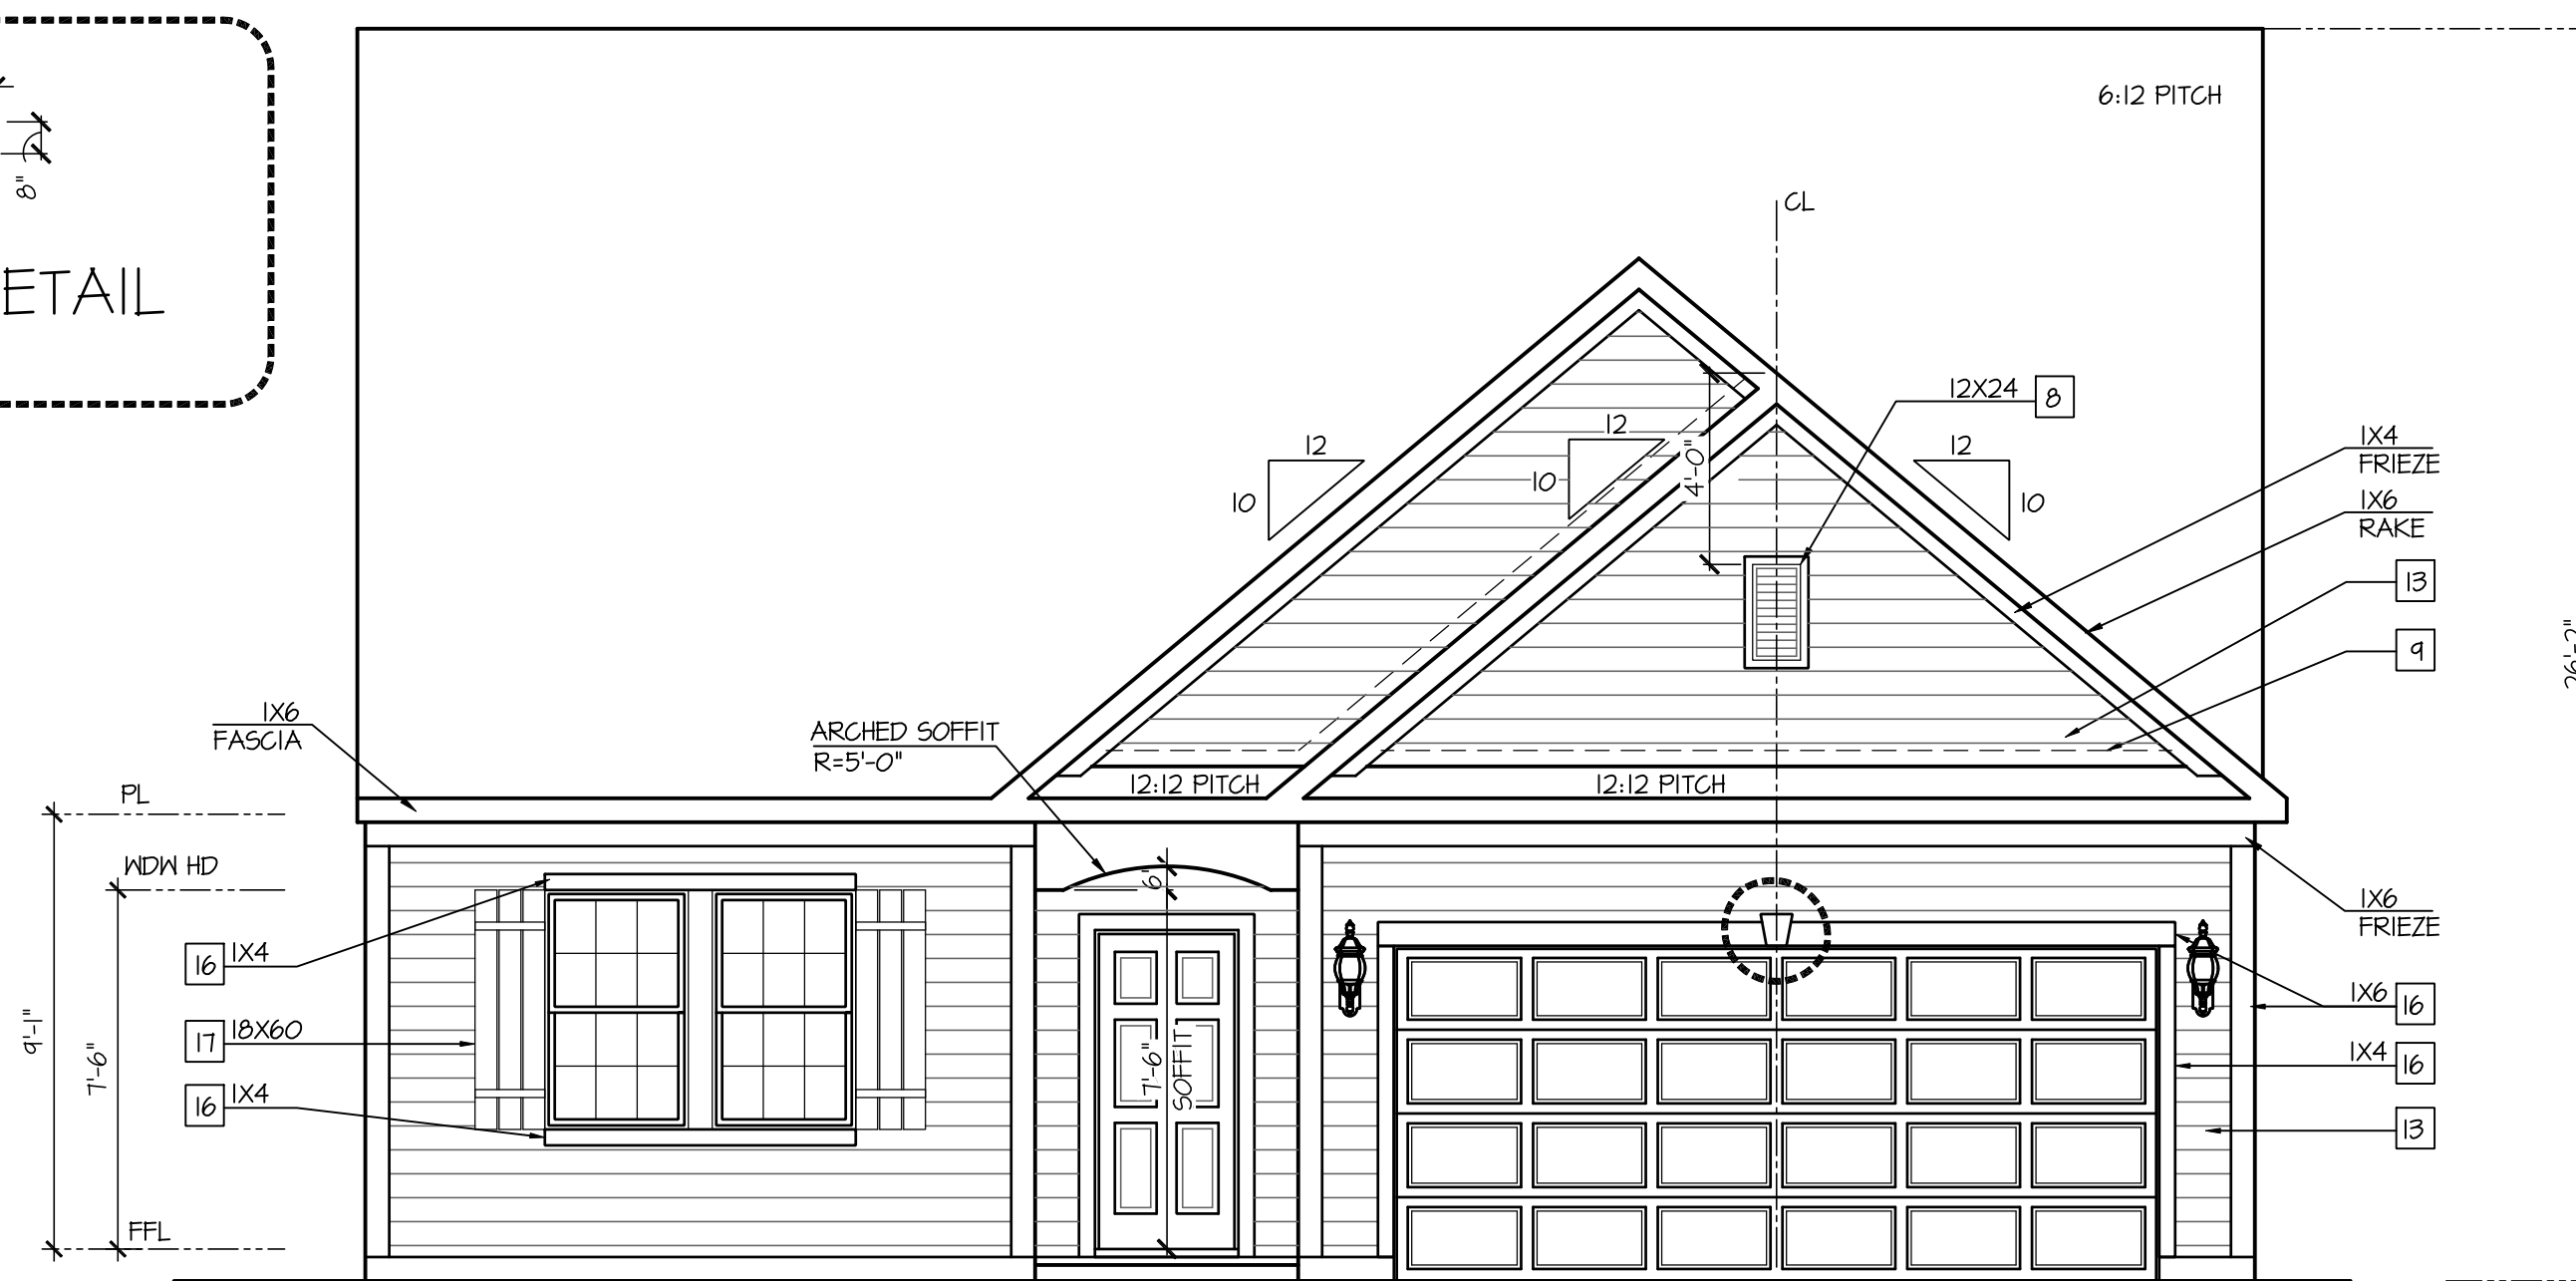 8"
ETAIL
6:12 PITCH
CL
12X24 8
12
10
12
10
12
10
4'-0"
1X4
FRIEZE
1X6
RAKE
13
9
26'-2"
1X6
FASCIA
ARCHED SOFFIT
R=5'-0"
12:12 PITCH
12:12 PITCH
PL
WDW HD
6"
1X6
FRIEZE
16 1X4
17 18X60
16 1X4
9'-1"
7'-6"
7'-6"
SOFFIT
1X6 16
1X4 16
13
FFL